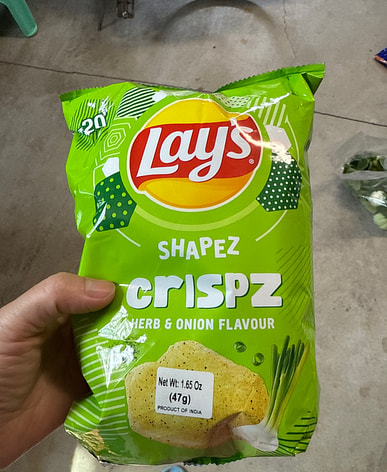 ₹20
Lay's®
SHAPEZ
crispz
HERB & ONION FLAVOUR
Net Wt: 1.65 Oz
(47g)
PRODUCT OF INDIA